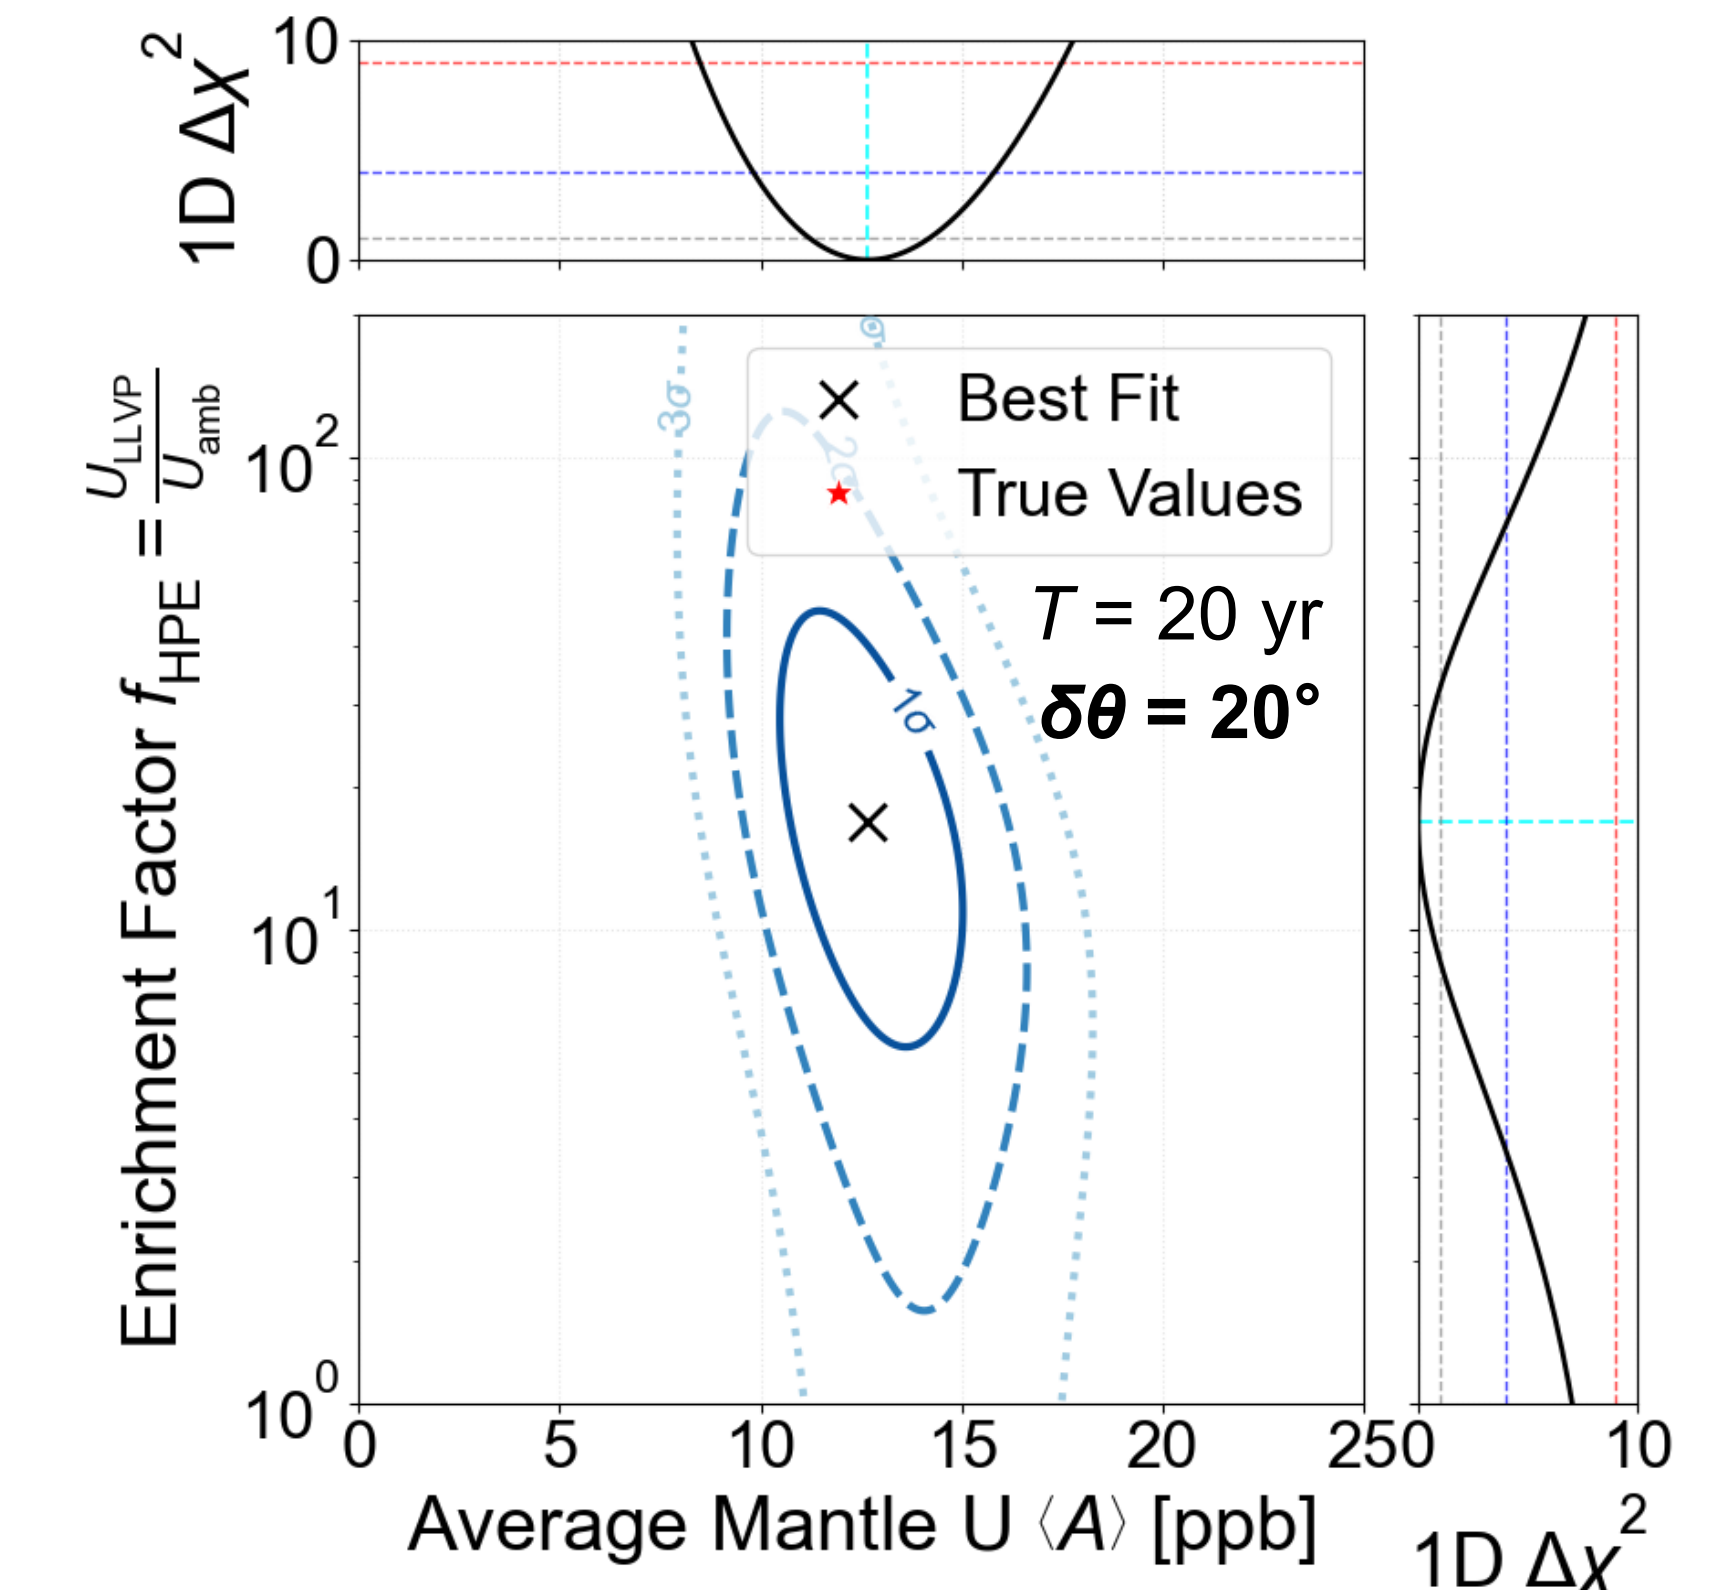 1D Δχ²
10
0
Enrichment Factor f_HPE = U_LLVP / U_amb
10²
10¹
10⁰
3σ
2σ
1σ
Best Fit
True Values
T = 20 yr
δθ = 20°
0 5 10 15 20 25
0 10
Average Mantle U ⟨A⟩ [ppb]
1D Δχ²